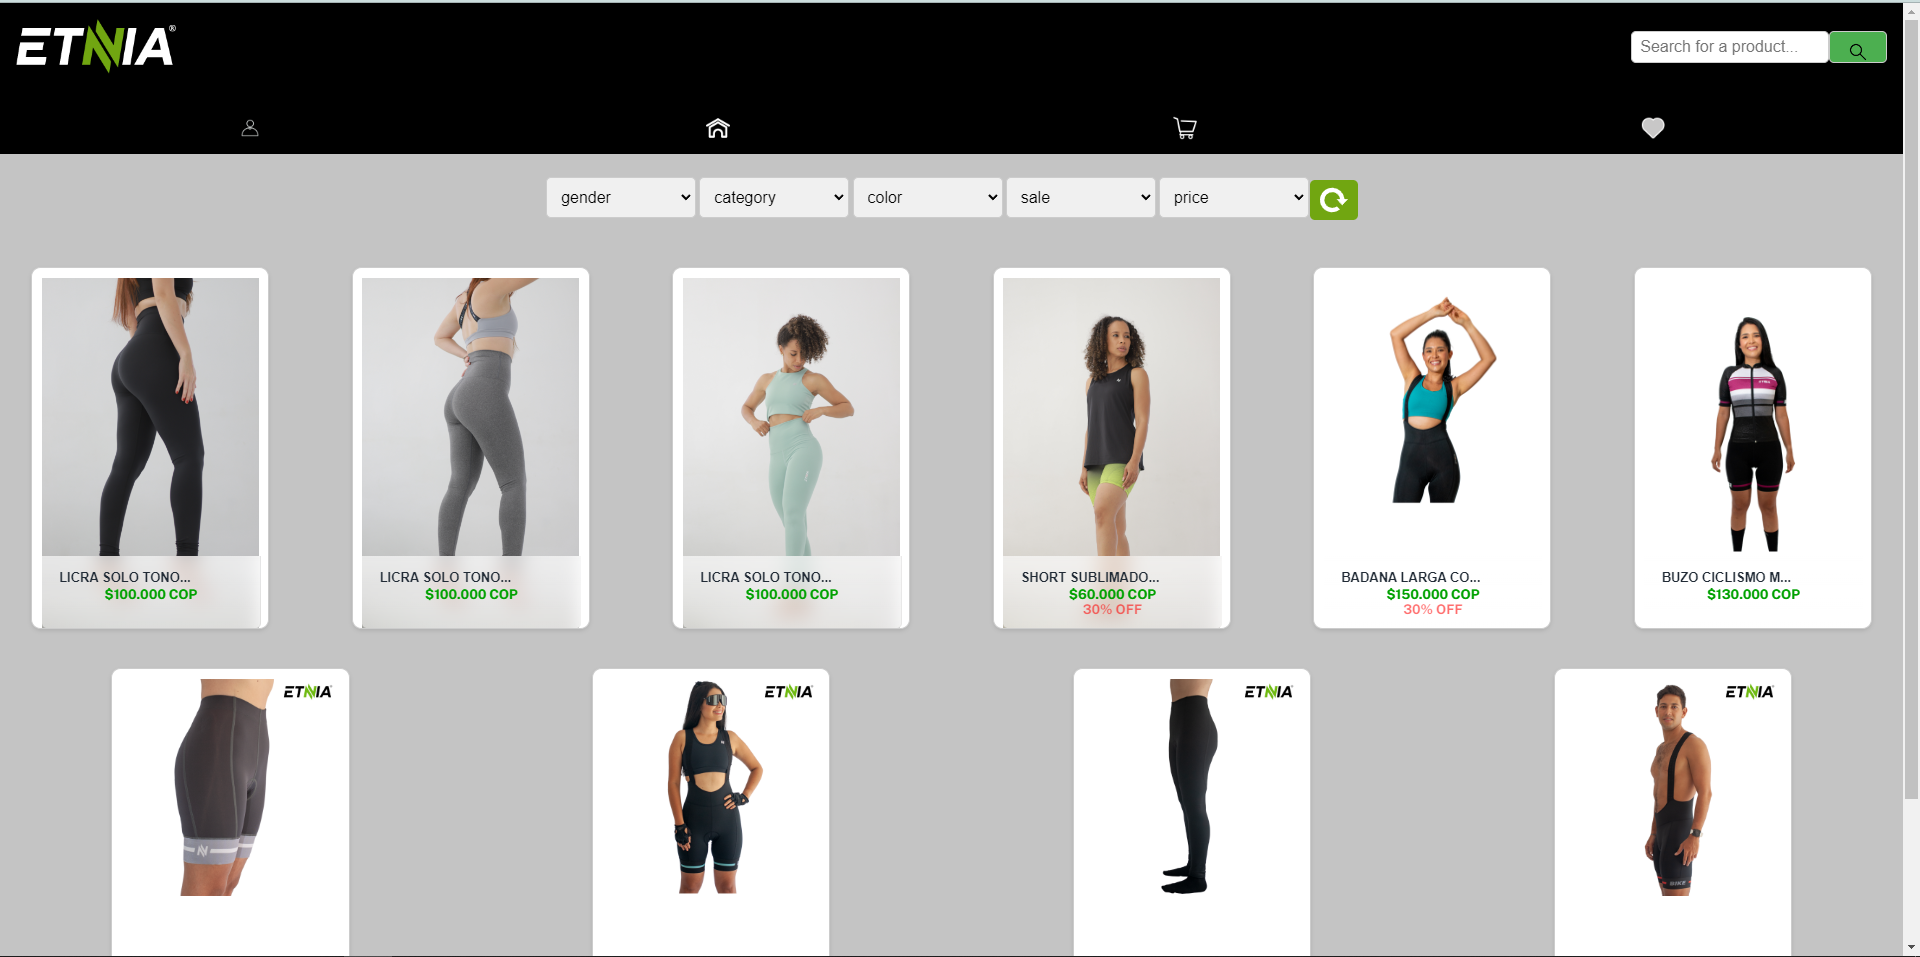 ETNIA®
Search for a product...
gender
category
color
sale
price
LICRA SOLO TONO...
$100.000 COP
LICRA SOLO TONO...
$100.000 COP
LICRA SOLO TONO...
$100.000 COP
SHORT SUBLIMADO...
$60.000 COP
30% OFF
BADANA LARGA CO...
$150.000 COP
30% OFF
BUZO CICLISMO M...
$130.000 COP
ETNIA
ETNIA
ETNIA
ETNIA
BIKE